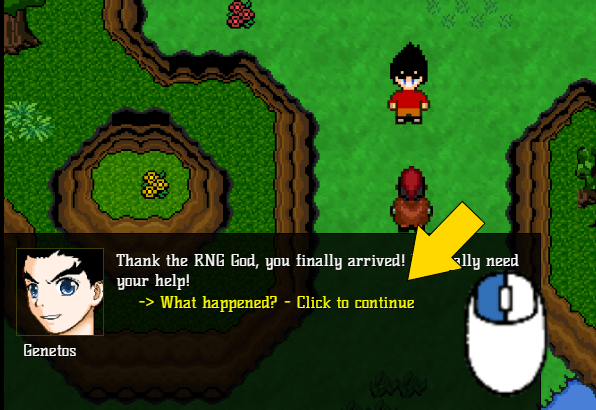 Thank the RNG God, you finally arrived! need
your help!
-> What happened? - Click to continue
Genetos